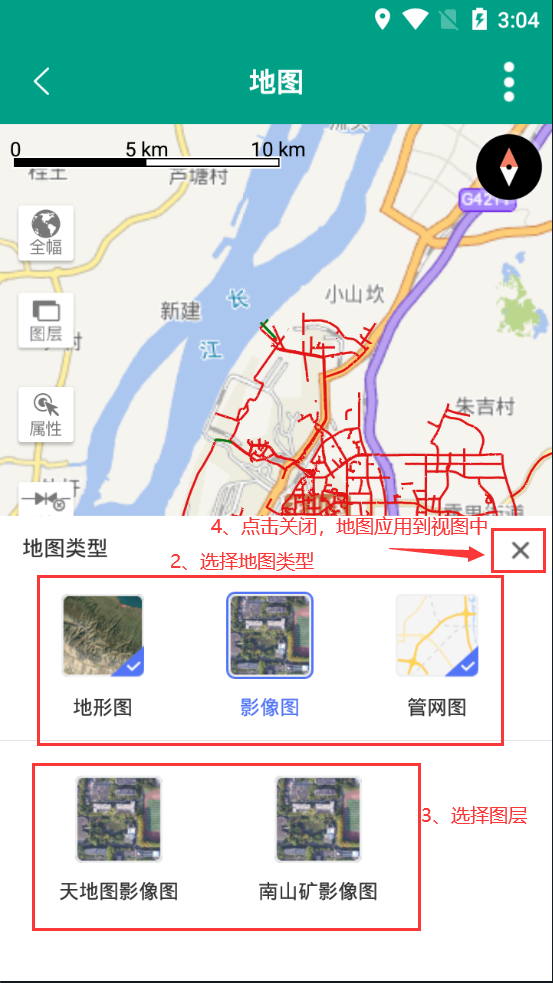 3:04
地图
0 5 km 10 km
芦塘村
G4211
全幅
小山坎
新建
长
图层
江
朱吉村
属性
4、点击关闭，地图应用到视图中
地图类型
2、选择地图类型
地形图 影像图 管网图
3、选择图层
天地图影像图 南山矿影像图